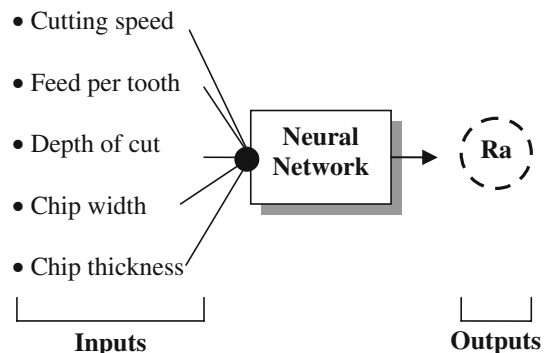 • Cutting speed
• Feed per tooth
• Depth of cut
• Chip width
• Chip thickness
Neural
Network
Ra
Inputs
Outputs